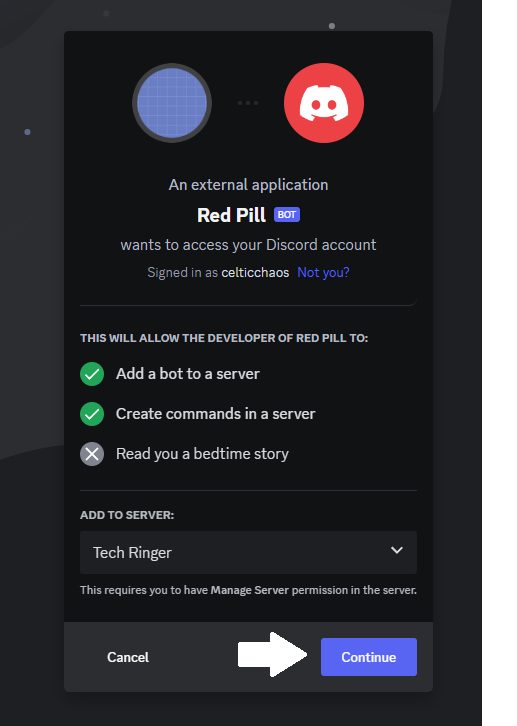 An external application
Red Pill BOT
wants to access your Discord account
Signed in as celticchaos Not you?
THIS WILL ALLOW THE DEVELOPER OF RED PILL TO:
Add a bot to a server
Create commands in a server
Read you a bedtime story
ADD TO SERVER:
Tech Ringer
This requires you to have Manage Server permission in the server.
Cancel Continue